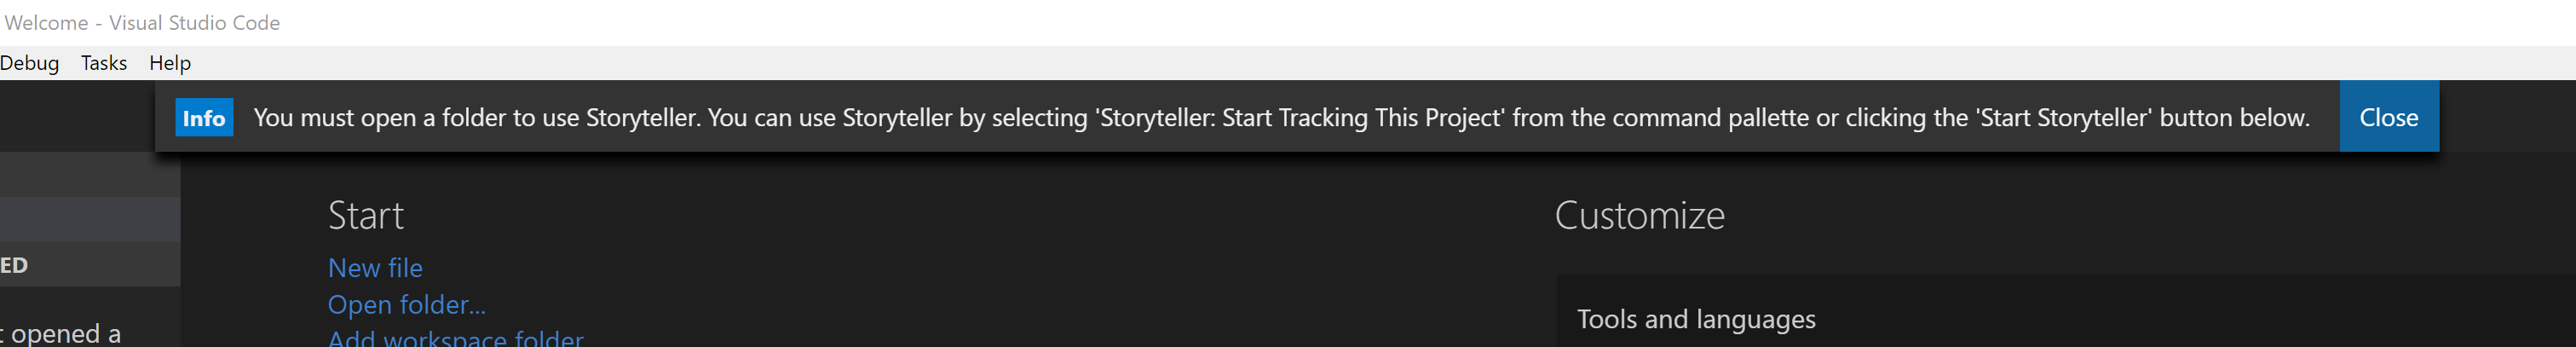 Welcome - Visual Studio Code
Debug Tasks Help
Info You must open a folder to use Storyteller. You can use Storyteller by selecting 'Storyteller: Start Tracking This Project' from the command pallette or clicking the 'Start Storyteller' button below. Close
Start
New file
Open folder...
Add workspace folder
Customize
Tools and languages
ED
opened a